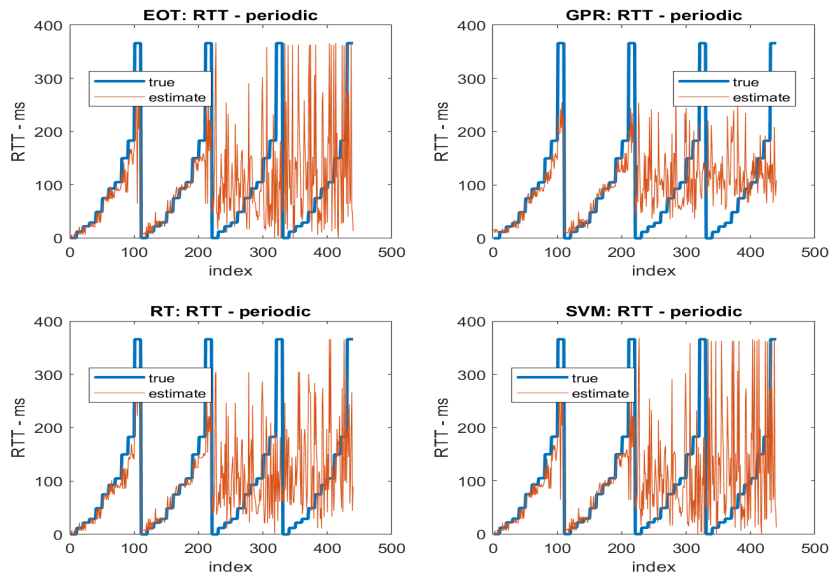 EOT: RTT - periodic
400
300
200
100
0
RTT - ms
true
estimate
0 100 200 300 400 500
index
GPR: RTT - periodic
400
300
200
100
0
RTT - ms
true
estimate
0 100 200 300 400 500
index
RT: RTT - periodic
400
300
200
100
0
RTT - ms
true
estimate
0 100 200 300 400 500
index
SVM: RTT - periodic
400
300
200
100
0
RTT - ms
true
estimate
0 100 200 300 400 500
index